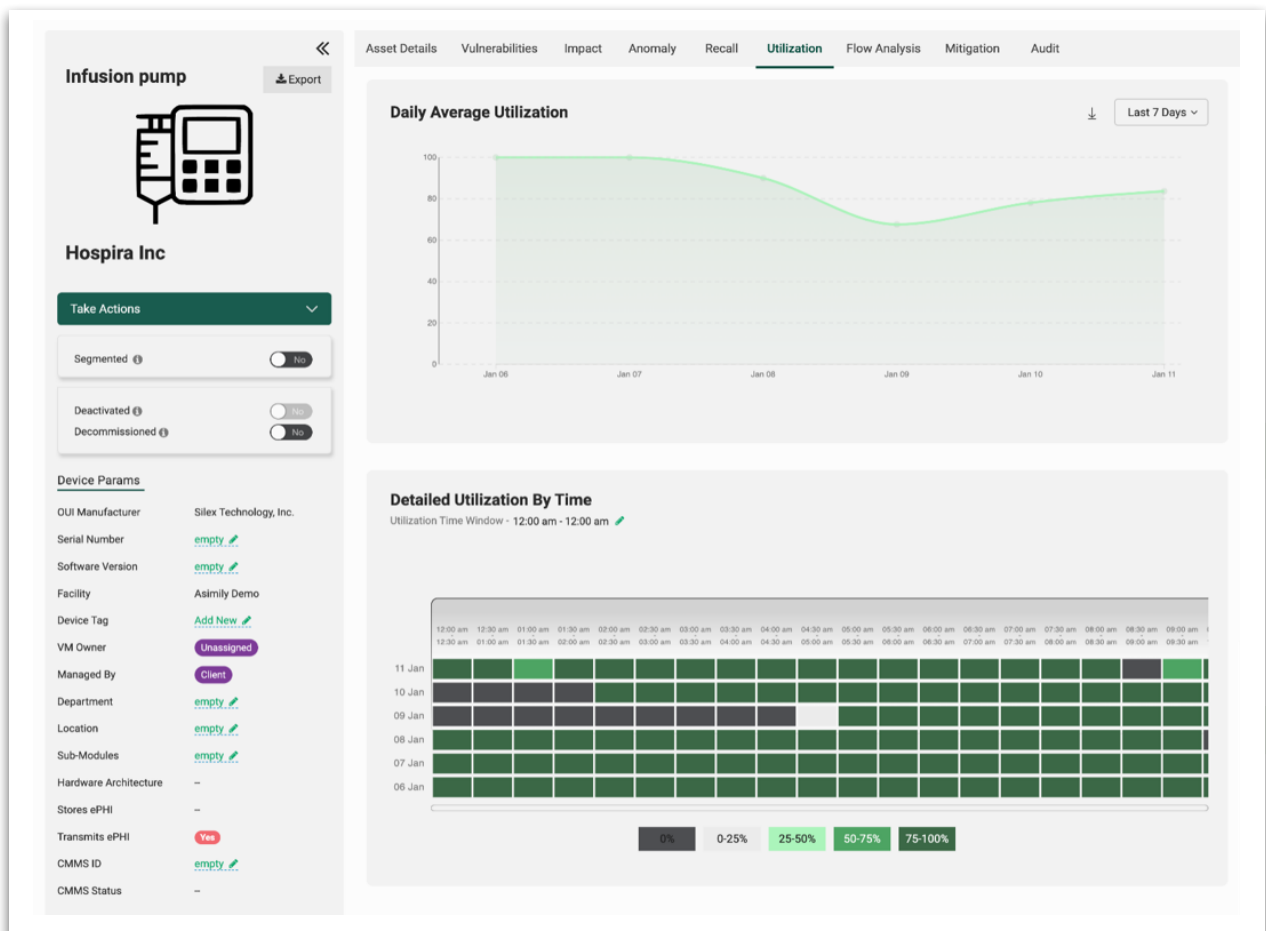 Infusion pump
Export
Hospira Inc
Take Actions
Segmented
No
Deactivated
No
Decommissioned
No
Device Params
OUI Manufacturer Silex Technology, Inc.
Serial Number empty
Software Version empty
Facility Asimily Demo
Device Tag Add New
VM Owner Unassigned
Managed By Client
Department empty
Location empty
Sub-Modules empty
Hardware Architecture –
Stores ePHI –
Transmits ePHI Yes
CMMS ID empty
CMMS Status –
Asset Details Vulnerabilities Impact Anomaly Recall Utilization Flow Analysis Mitigation Audit
Daily Average Utilization
Last 7 Days
100
80
60
40
20
0
Jan 06 Jan 07 Jan 08 Jan 09 Jan 10 Jan 11
Detailed Utilization By Time
Utilization Time Window - 12:00 am - 12:00 am
12:00 am 12:30 am 01:00 am 01:30 am 02:00 am 02:30 am 03:00 am 03:30 am 04:00 am 04:30 am 05:00 am 05:30 am 06:00 am 06:30 am 07:00 am 07:30 am 08:00 am 08:30 am 09:00 am
12:30 am 01:00 am 01:30 am 02:00 am 02:30 am 03:00 am 03:30 am 04:00 am 04:30 am 05:00 am 05:30 am 06:00 am 06:30 am 07:00 am 07:30 am 08:00 am 08:30 am 09:00 am 09:30 am
11 Jan
10 Jan
09 Jan
08 Jan
07 Jan
06 Jan
0% 0-25% 25-50% 50-75% 75-100%